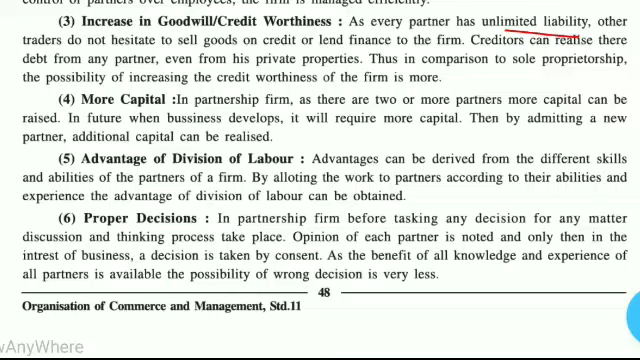 control of partners over employees, the firm is managed efficiently.
(3) Increase in Goodwill/Credit Worthiness : As every partner has unlimited liability, other
traders do not hesitate to sell goods on credit or lend finance to the firm. Creditors can realise there
debt from any partner, even from his private properties. Thus in comparison to sole propriotorship,
the possibility of increasing the credit worthiness of the firm is more.
(4) More Capital :In partnership firm, as there are two or more partners more capital can be
raised. In future when bussiness develops, it will require more capital. Then by admitting a new
partner, additional capital can be realised.
(5) Advantage of Division of Labour : Advantages can be derived from the different skills
and abilities of the partners of a firm. By alloting the work to partners according to their abilities and
experience the advantage of division of labour can be obtained.
(6) Proper Decisions : In partnership firm before tasking any decision for any matter
discussion and thinking process take place. Opinion of each partner is noted and only then in the
intrest of business, a decision is taken by consent. As the benefit of all knowledge and experience of
all partners is available the possibility of wrong decision is very less.
48
Organisation of Commerce and Management, Std.11
wAnyWhere